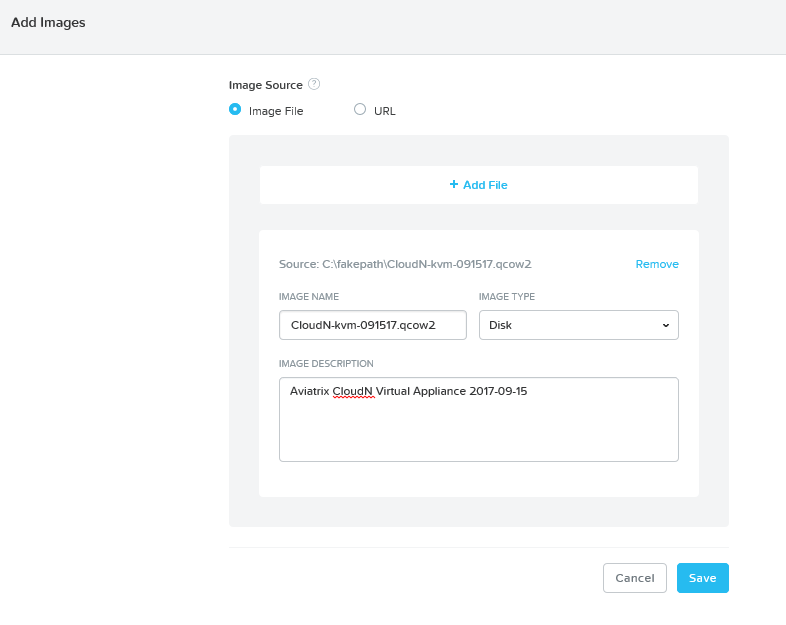 Add Images
Image Source ?
Image File URL
+ Add File
Source: C:\fakepath\CloudN-kvm-091517.qcow2 Remove
IMAGE NAME IMAGE TYPE
CloudN-kvm-091517.qcow2 Disk
IMAGE DESCRIPTION
Aviatrix CloudN Virtual Appliance 2017-09-15
Cancel Save